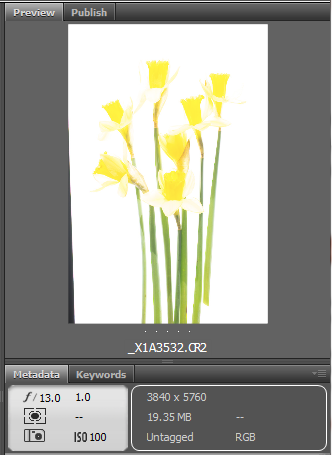 Preview Publish
_X1A3532.CR2
Metadata Keywords
f/13.0 1.0
--
ISO 100
3840 x 5760
19.35 MB --
Untagged RGB